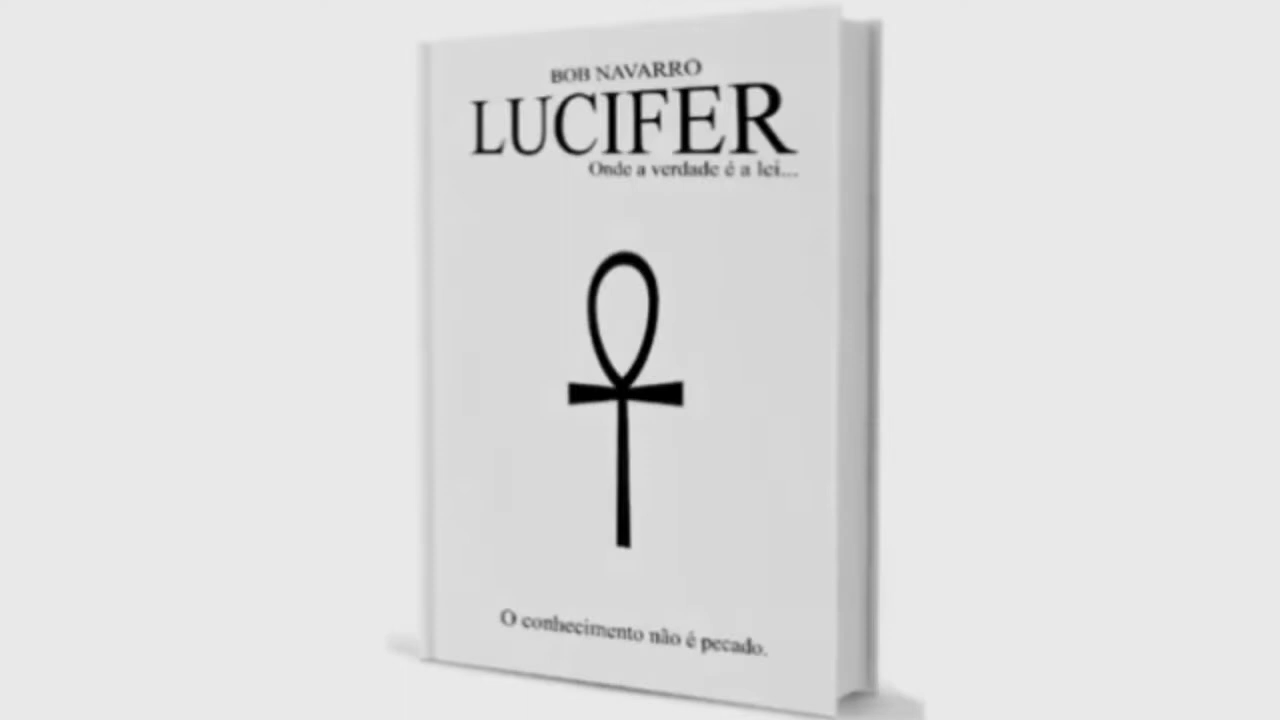 BOB NAVARRO
LUCIFER
Onde a verdade é a lei...
O conhecimento não é pecado.